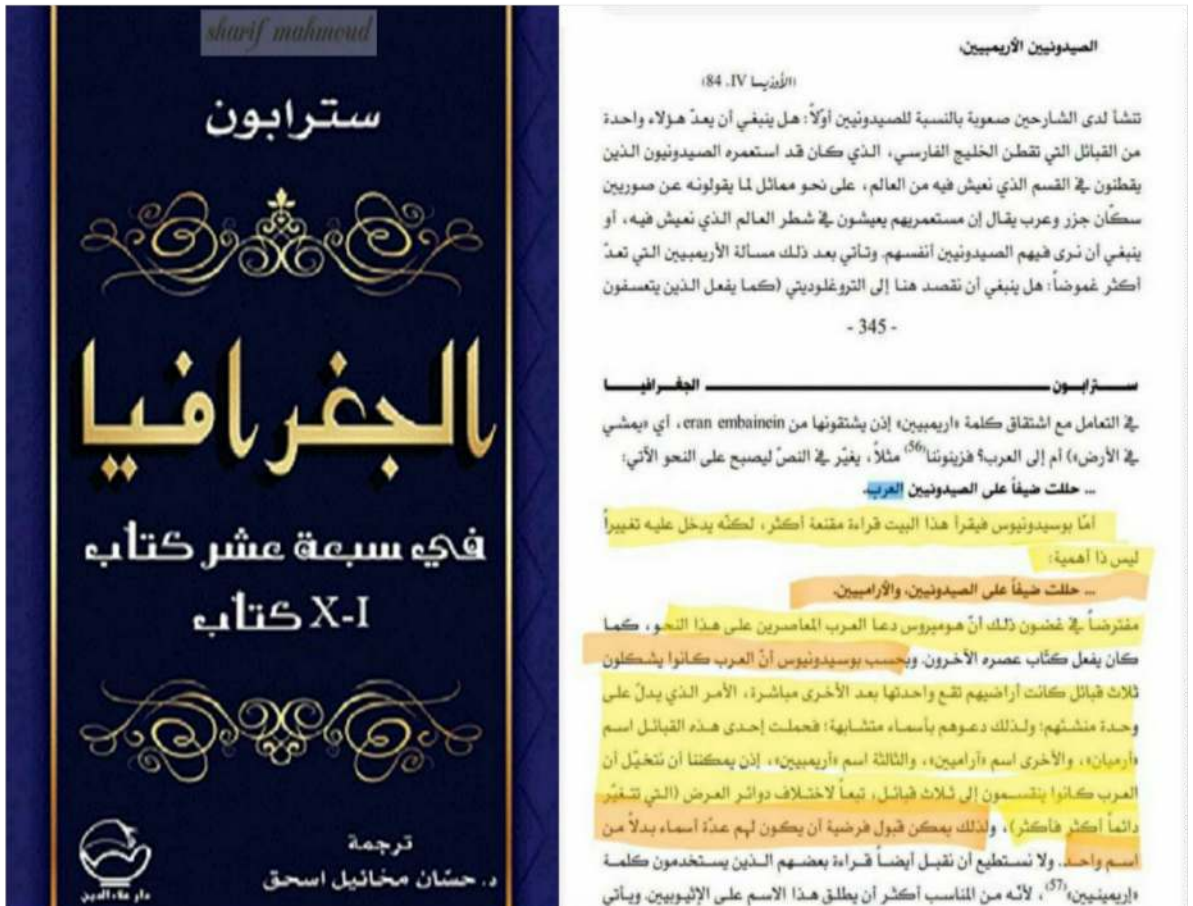 sharif mahmoud
سترابون
الجغرافيا
في سبعة عشر كتاب
X-I كتاب
ترجمة
د. حسّان مخائيل اسحق
دار علاء الدين
الصيدونيين الأريمبيين،
(الأوذيسا IV، 84)
تنشأ لدى الشارحين صعوبة بالنسبة للصيدونيين أوّلاً: هل ينبغي أن يعدّ هؤلاء واحدة
من القبائل التي تقطن الخليج الفارسي، الذي كان قد استعمره الصيدونيون الذين
يقطنون في القسم الذي نعيش فيه من العالم، على نحو مماثل لما يقولونه عن صوريين
سكّان جزر وعرب يقال إن مستعمريهم يعيشون في شطر العالم الذي نعيش فيه، أو
ينبغي أن نرى فيهم الصيدونيين أنفسهم. وتأتي بعد ذلك مسألة الأريمبيين التي تعدّ
أكثر غموضاً: هل ينبغي أن نقصد هنا إلى التروغلوديتي (كما يفعل الذين يتعسفون
- 345 -
سترابون الجغرافيا
في التعامل مع اشتقاق كلمة «اريمبيين» إذن يشتقونها من eran embainein، أي «يمشي
في الأرض») أم إلى العرب؟ فزينوننا(56) مثلاً، يغيّر في النصّ ليصبح على النحو الآتي:
... حللت ضيفاً على الصيدونيين العرب.
أمّا بوسيدونيوس فيقرأ هذا البيت قراءة مقنعة أكثر، لكنّه يدخل عليه تغييراً
ليس ذا أهمية:
... حللت ضيفاً على الصيدونيين، والأراميين.
مفترضاً في غضون ذلك أنّ هوميروس دعا العرب المعاصرين على هذا النحو، كما
كان يفعل كتّاب عصره الآخرون. وبحسب بوسيدونيوس أنّ العرب كانوا يشكلون
ثلاث قبائل كانت أراضيهم تقع واحدتها بعد الأخرى مباشرة، الأمر الذي يدلّ على
وحدة منشئهم؛ ولذلك دعوهم بأسماء متشابهة؛ فحملت إحدى هذه القبائل اسم
«أرميان»، والأخرى اسم «آراميين»، والثالثة اسم «آريمبيين»، إذن يمكننا أن نتخيّل أن
العرب كانوا ينقسمون إلى ثلاث قبائل، تبعاً لاختلاف دوائر العرض (التي تتغيّر
دائماً أكثر فأكثر)، ولذلك يمكن قبول فرضية أن يكون لهم عدّة أسماء بدلاً من
اسم واحد. ولا نستطيع أن نقبل أيضاً قراءة بعضهم الذين يستخدمون كلمة
«إريمينيين»(57)، لأنّه من المناسب أكثر أن يطلق هذا الاسم على الإثيوبيين. ويأتي